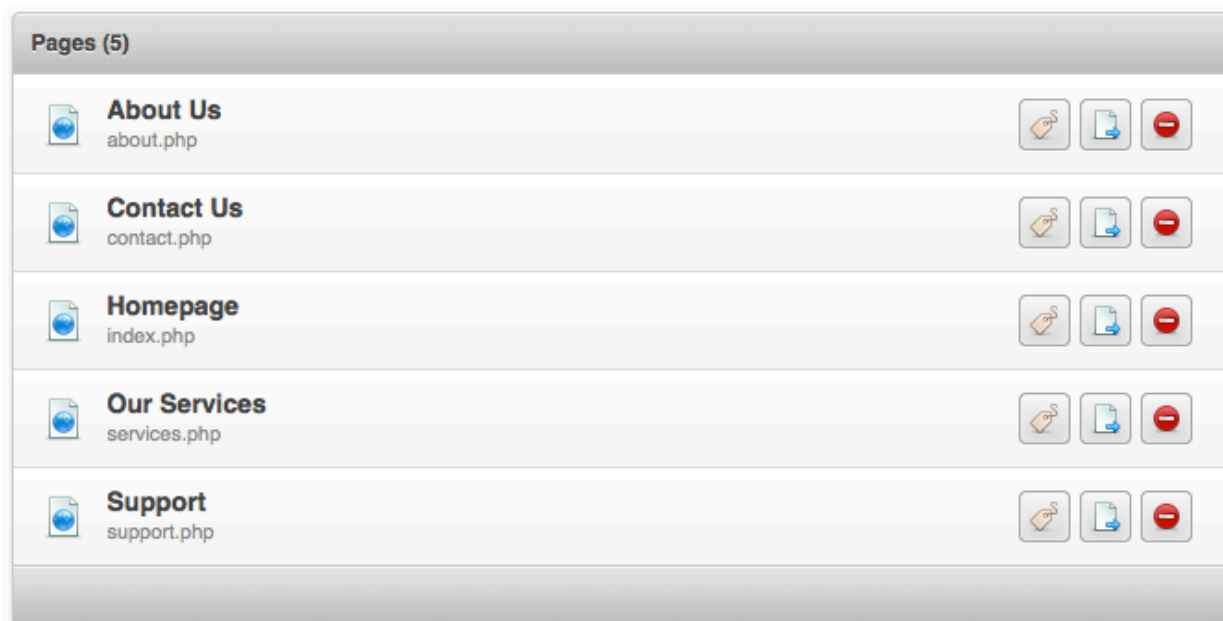 Pages (5)
About Us
about.php
Contact Us
contact.php
Homepage
index.php
Our Services
services.php
Support
support.php